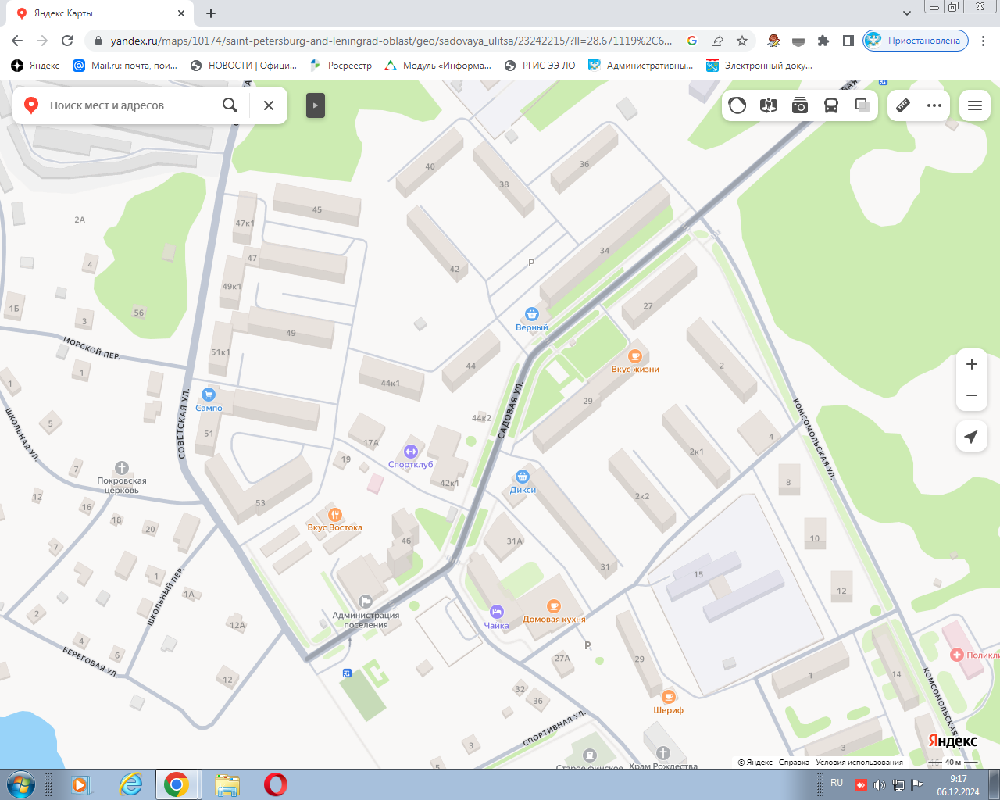 Яндекс Карты
yandex.ru/maps/10174/saint-petersburg-and-leningrad-oblast/geo/sadovaya_ulitsa/23242215/?ll=28.671119%2C6...
Приостановлена
Яндекс
Mail.ru: почта, пои...
НОВОСТИ | Офици...
Росреестр
Модуль «Информа...
РГИС ЭЭ ЛО
Административны...
Электронный доку...
Поиск мест и адресов
40
38
36
45
47к1
47
2А
34
42
P
4
49к1
1Б
3
56
27
Верный
49
МОРСКОЙ ПЕР.
51к1
44
44к1
Вкус жизни
2
1
1
Сампо
29
САДОВАЯ УЛ.
44к2
КОМСОМОЛЬСКАЯ УЛ.
СОВЕТСКАЯ УЛ.
ШКОЛЬНАЯ УЛ.
5
51
17А
4
2к1
19
Спортклуб
7
Покровская
церковь
42к1
Дикси
8
12
16
53
2к2
18
20
Вкус Востока
46
31А
10
7
31
15
1
ШКОЛЬНЫЙ ПЕР.
1А
12
Администрация
поселения
Чайка
Домовая кухня
2
12А
4
6
P
27А
29
Поликли
БЕРЕГОВАЯ УЛ.
12
1
14
32
36
Шериф
КОМСОМОЛЬСКАЯ
СПОРТИВНАЯ УЛ.
3
3
5
Старое финское
Храм Рождества
Яндекс
© Яндекс
Справка
Условия использования
40 м
RU
9:17
06.12.2024